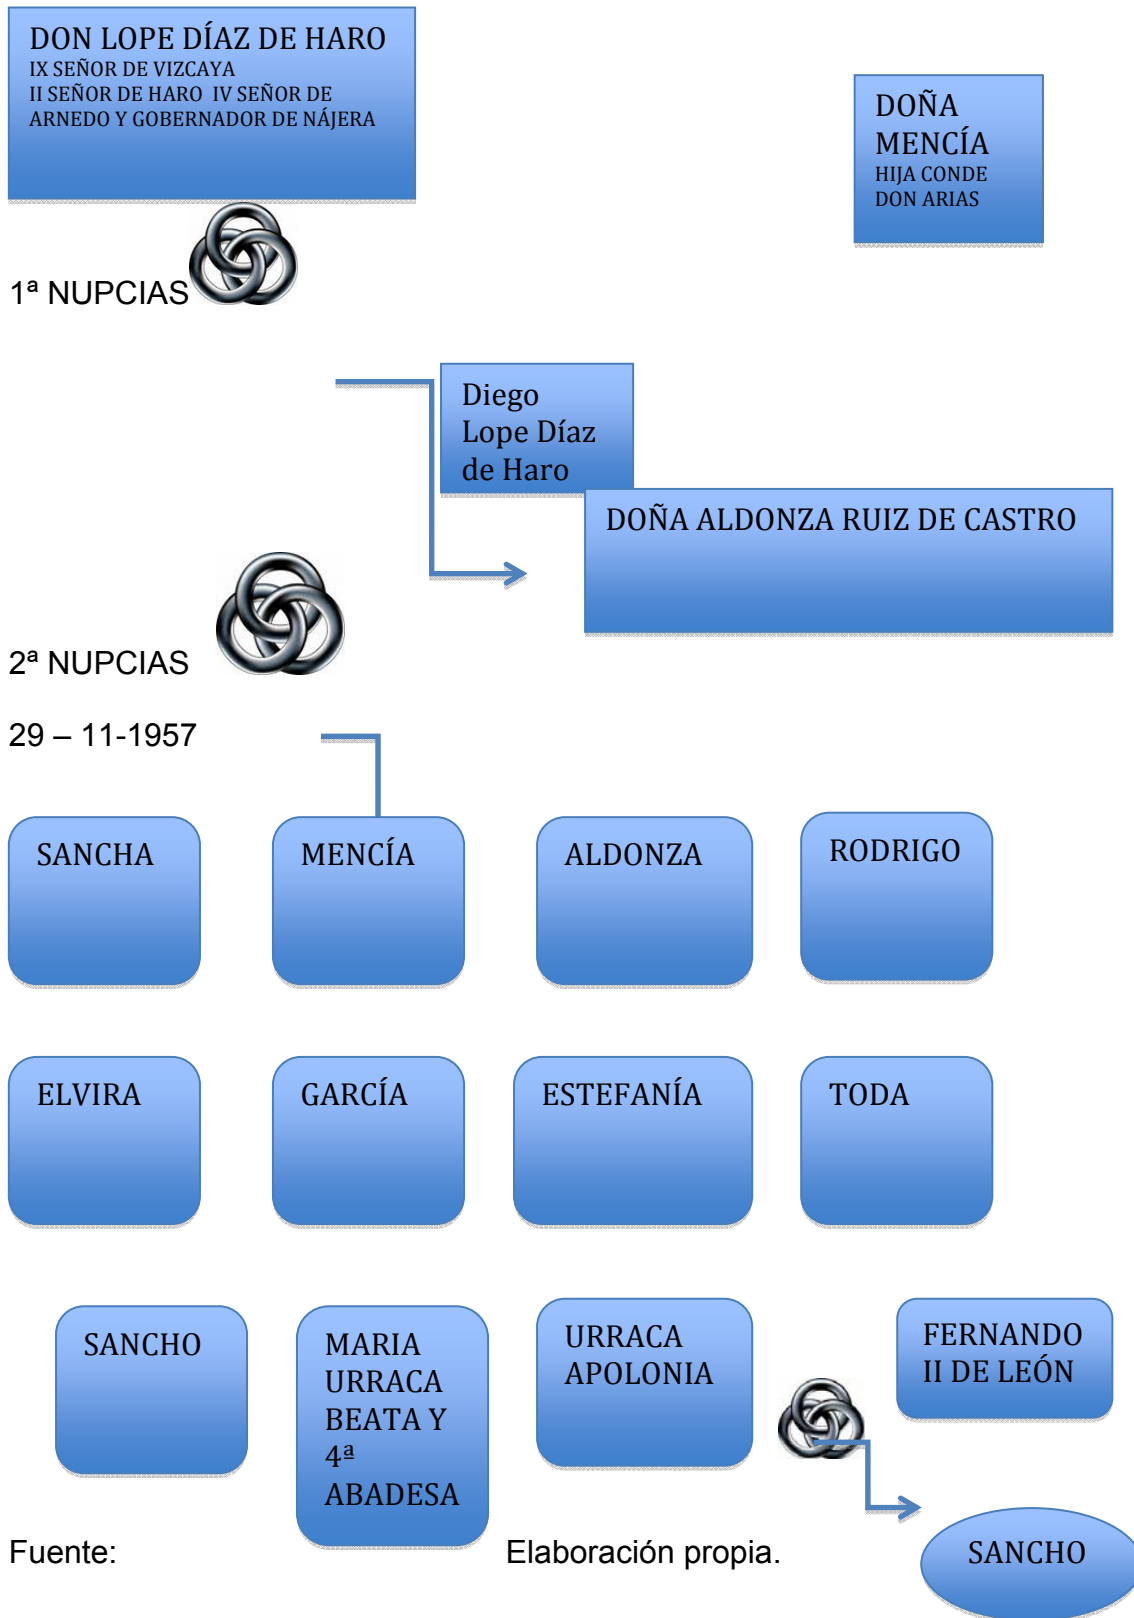 DON LOPE DÍAZ DE HARO
IX SEÑOR DE VIZCAYA
II SEÑOR DE HARO  IV SEÑOR DE
ARNEDO Y GOBERNADOR DE NÁJERA
DOÑA
MENCÍA
HIJA CONDE
DON ARIAS
1ª NUPCIAS
Diego
Lope Díaz
de Haro
DOÑA ALDONZA RUIZ DE CASTRO
2ª NUPCIAS
29 – 11-1957
SANCHA
MENCÍA
ALDONZA
RODRIGO
ELVIRA
GARCÍA
ESTEFANÍA
TODA
SANCHO
MARIA
URRACA
BEATA Y
4ª
ABADESA
URRACA
APOLONIA
FERNANDO
II DE LEÓN
SANCHO
Fuente: Elaboración propia.